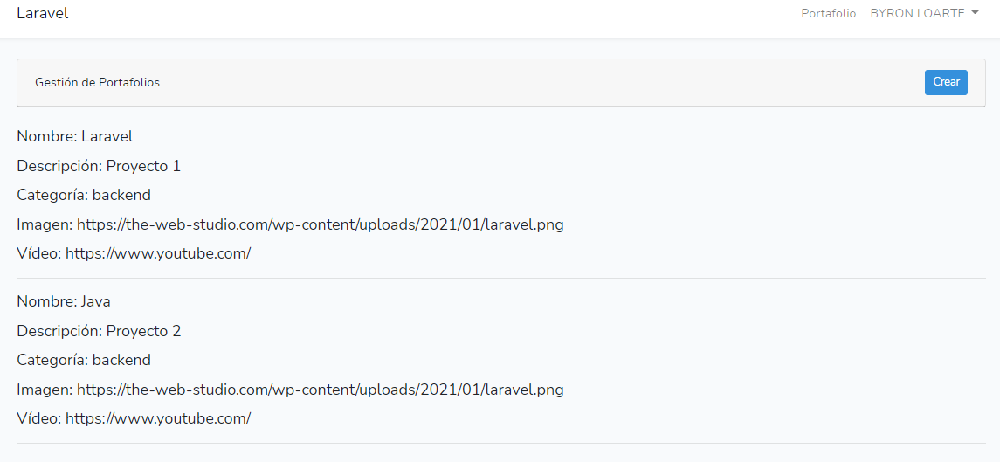 Laravel
Portafolio BYRON LOARTE
Gestión de Portafolios
Crear
Nombre: Laravel
Descripción: Proyecto 1
Categoría: backend
Imagen: https://the-web-studio.com/wp-content/uploads/2021/01/laravel.png
Vídeo: https://www.youtube.com/
Nombre: Java
Descripción: Proyecto 2
Categoría: backend
Imagen: https://the-web-studio.com/wp-content/uploads/2021/01/laravel.png
Vídeo: https://www.youtube.com/